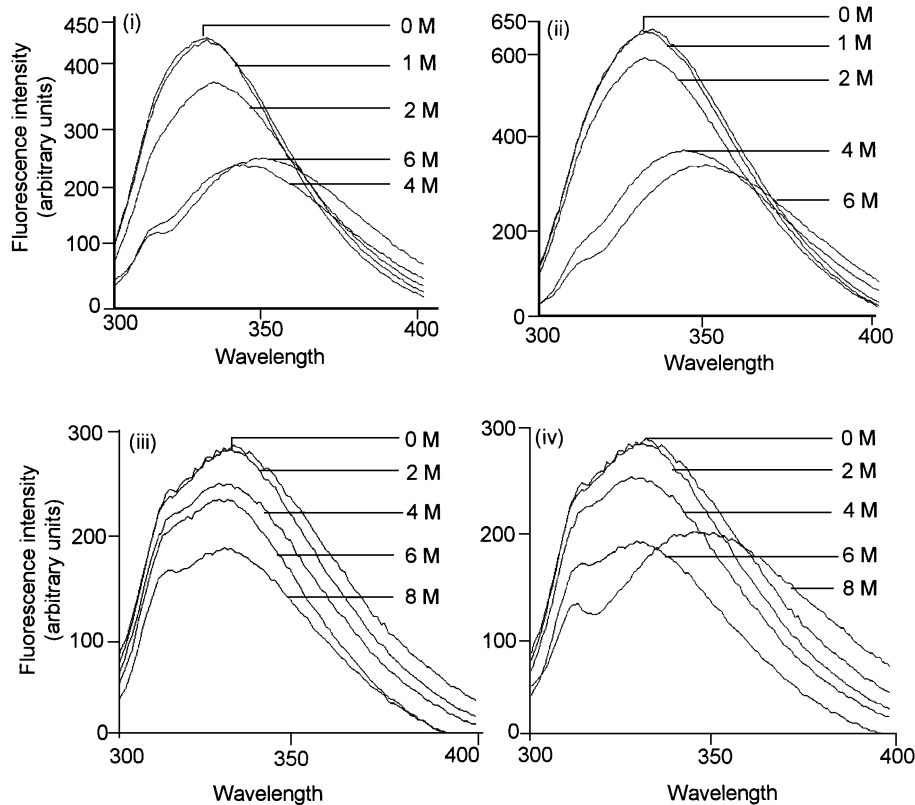 (i)
450
400
300
200
100
0
0 M
1 M
2 M
6 M
4 M
300
350
400
Wavelength
Fluorescence intensity
(arbitrary units)
(ii)
650
600
400
200
0
0 M
1 M
2 M
4 M
6 M
300
350
400
Wavelength
(iii)
300
200
100
0
0 M
2 M
4 M
6 M
8 M
300
350
400
Wavelength
Fluorescence intensity
(arbitrary units)
(iv)
300
200
100
0
0 M
2 M
4 M
6 M
8 M
300
350
400
Wavelength